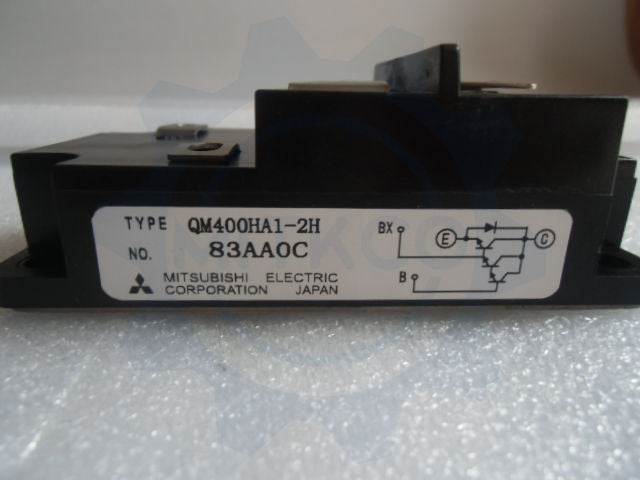 TYPE QM400HA1-2H
NO. 83AA0C
MITSUBISHI ELECTRIC
CORPORATION JAPAN
BX
E
C
B